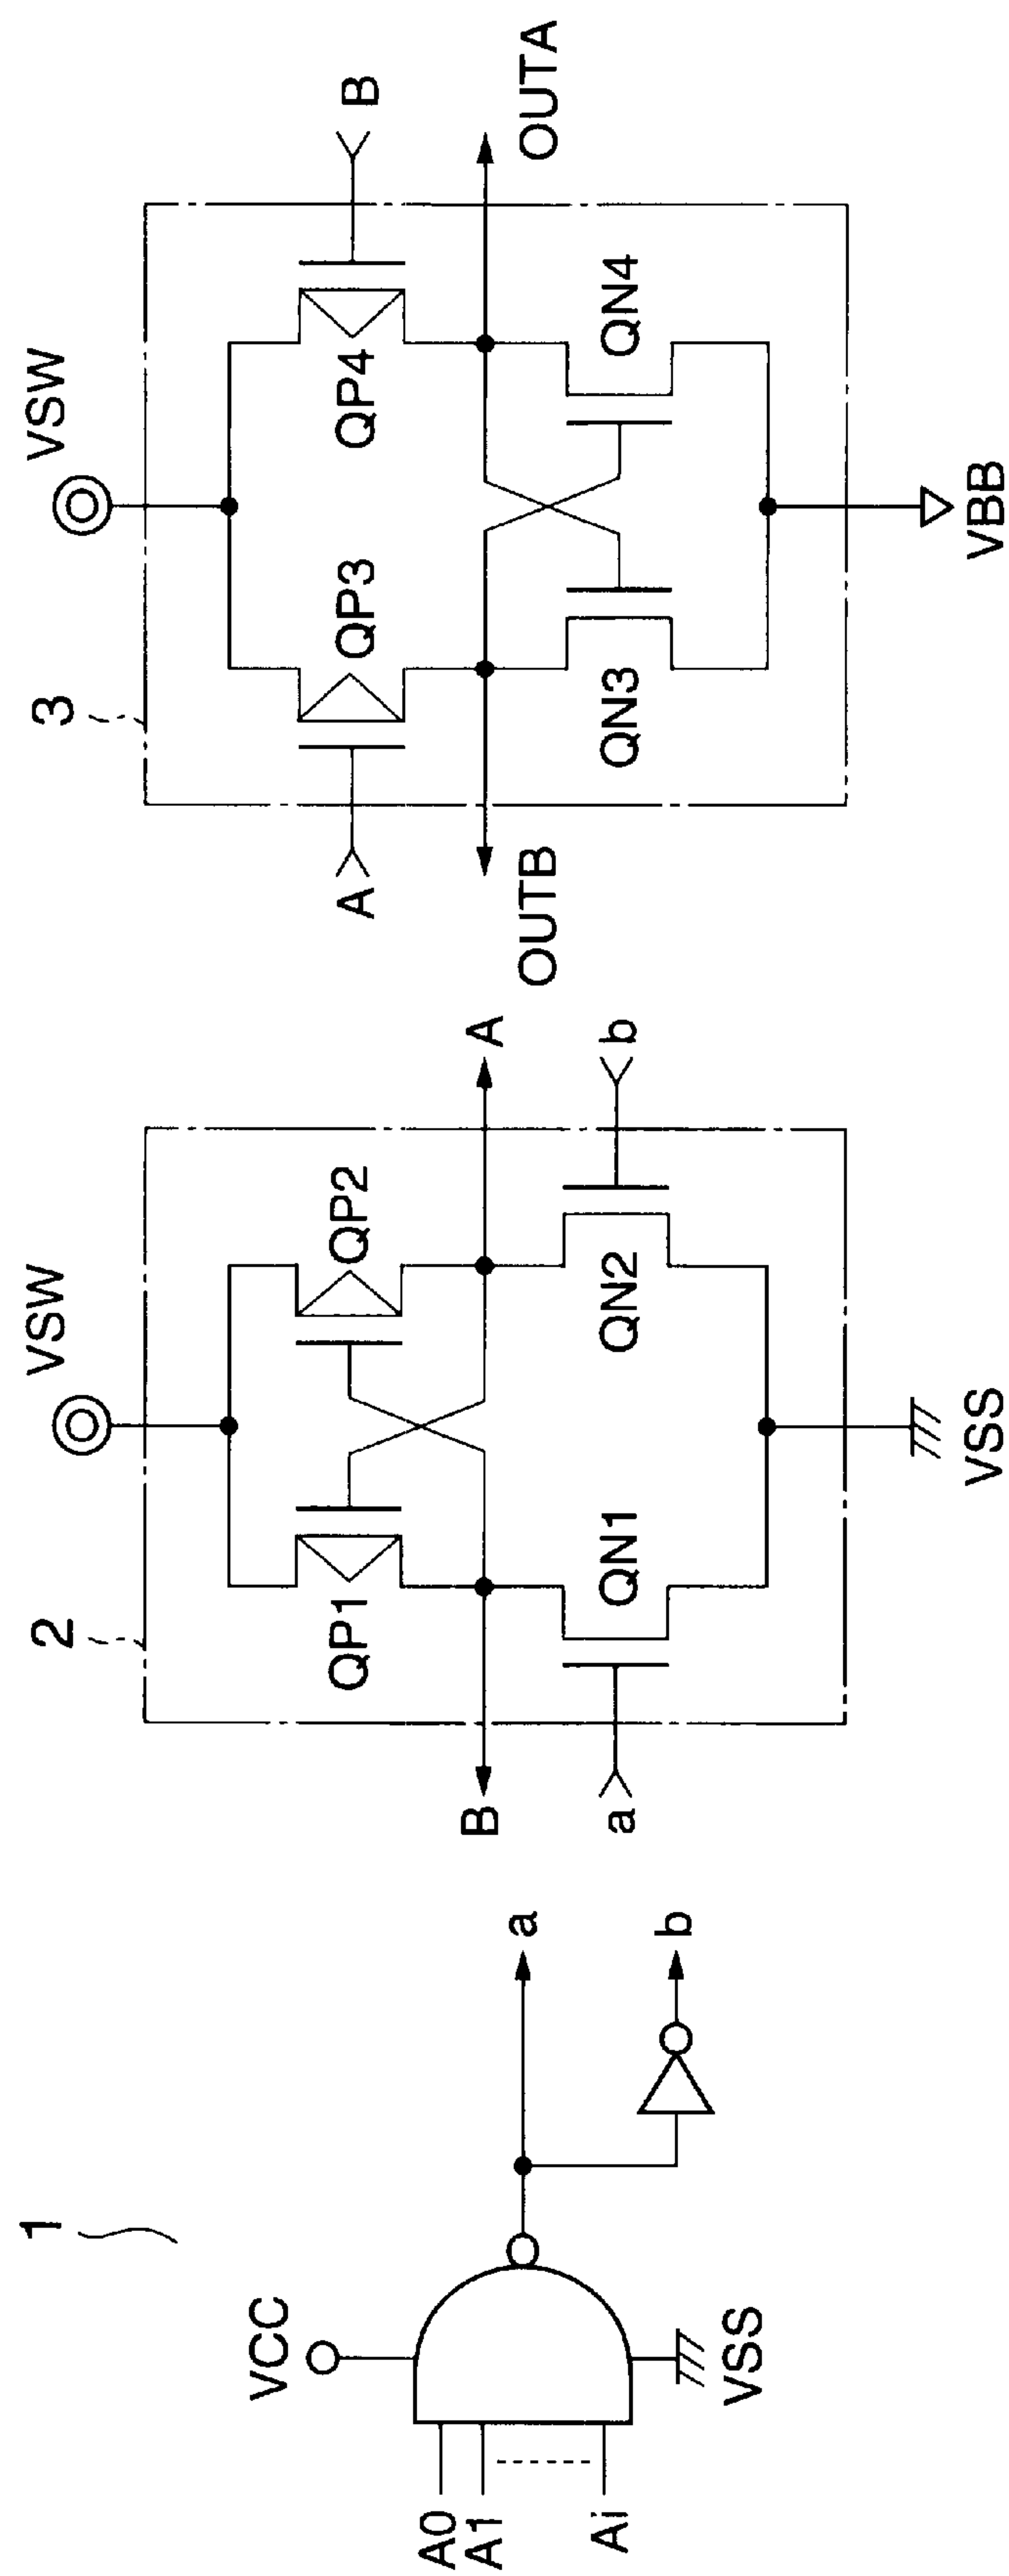 1
VCC
A0
A1
Ai
VSS
a
b
2
VSW
QP1
QP2
B
A
a
QN1
QN2
b
VSS
3
VSW
A
QP3
QP4
B
OUTB
OUTA
QN3
QN4
VBB